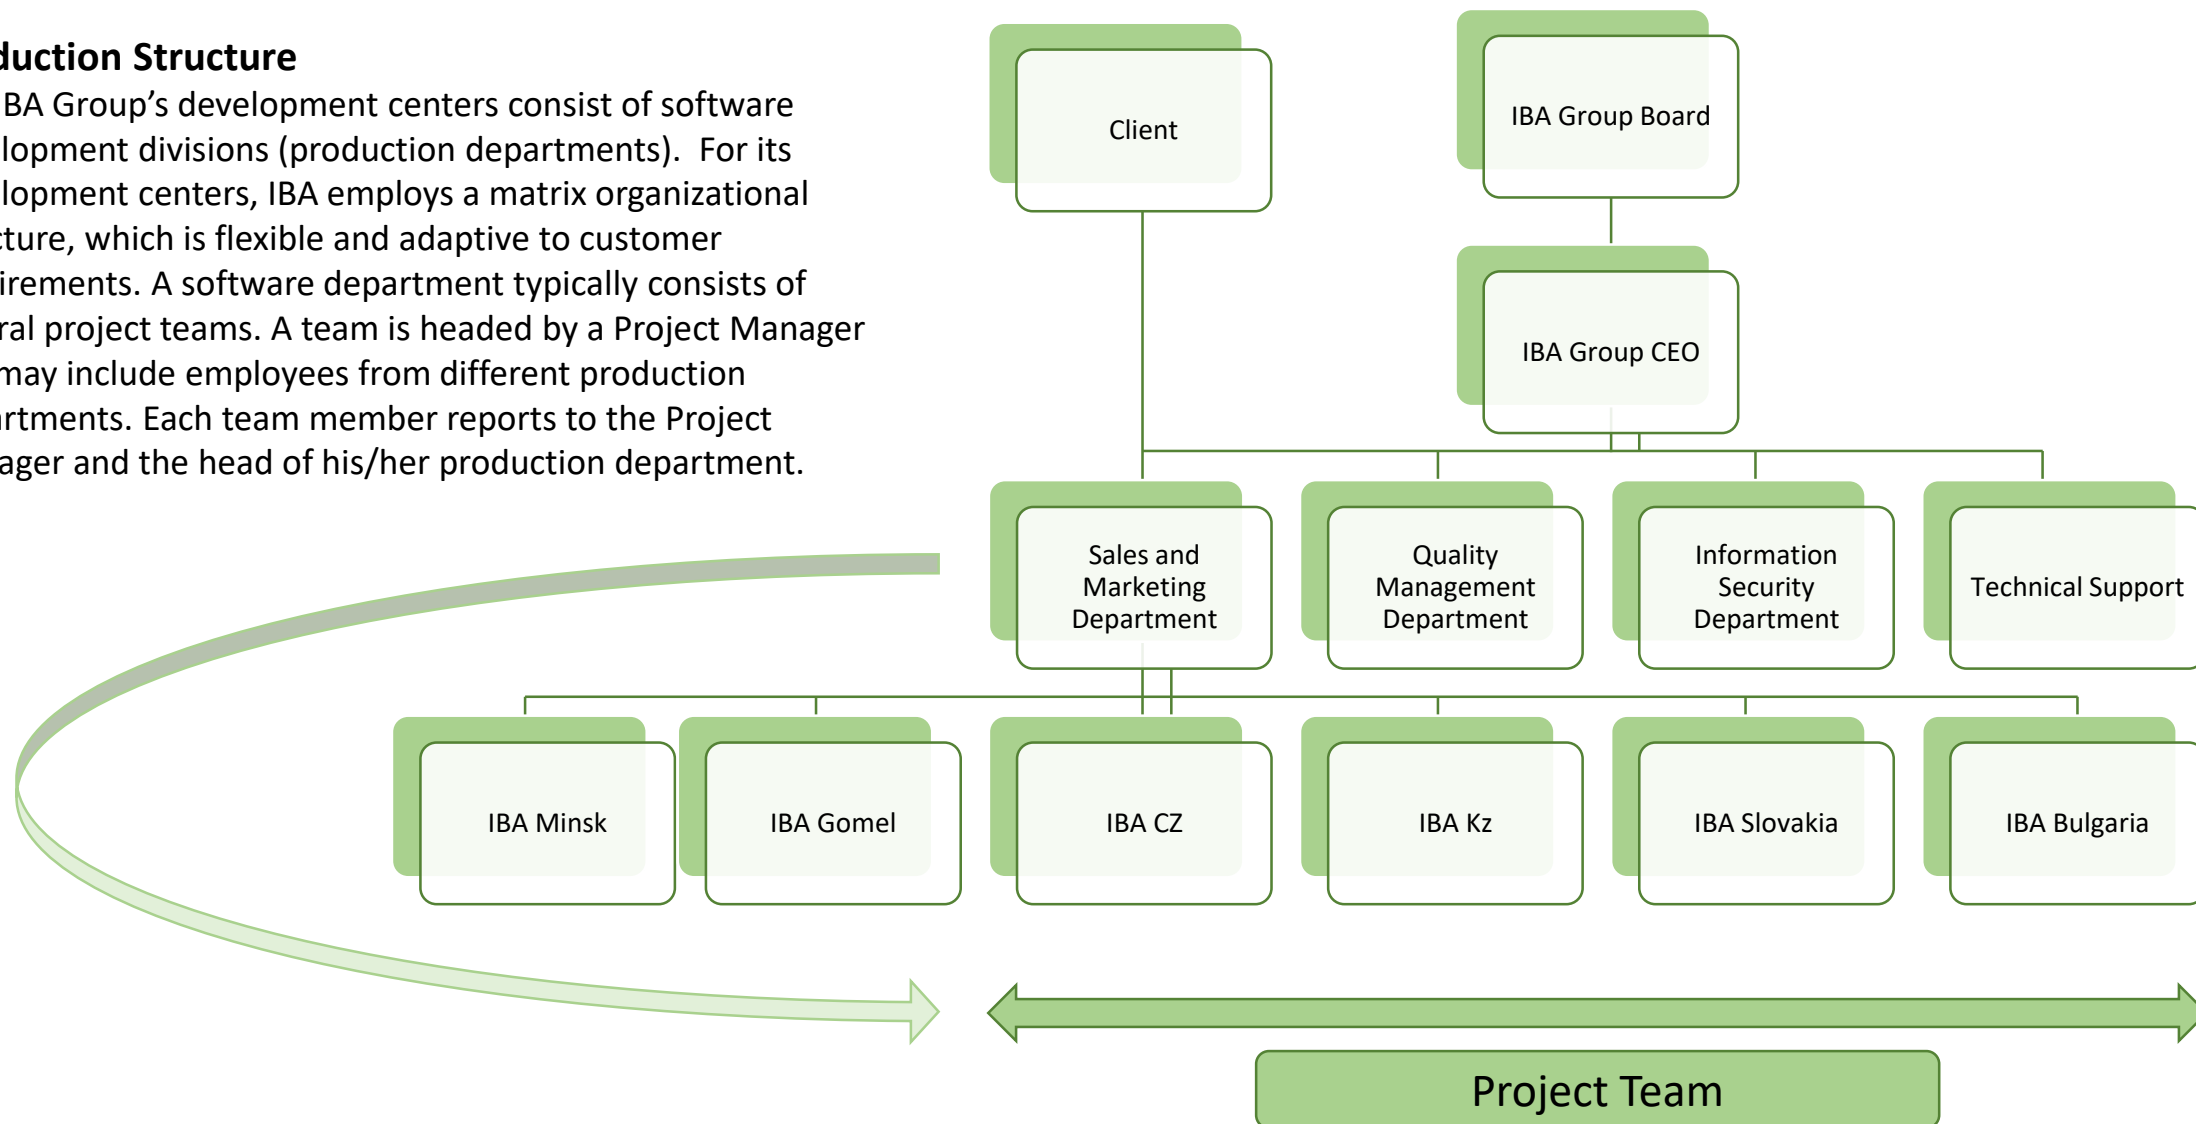 duction Structure
BA Group’s development centers consist of software
lopment divisions (production departments).  For its
lopment centers, IBA employs a matrix organizational
cture, which is flexible and adaptive to customer
irements. A software department typically consists of
ral project teams. A team is headed by a Project Manager
may include employees from different production
artments. Each team member reports to the Project
ager and the head of his/her production department.
Client
IBA Group Board
IBA Group CEO
Sales and
Marketing
Department
Quality
Management
Department
Information
Security
Department
Technical Support
IBA Minsk
IBA Gomel
IBA CZ
IBA Kz
IBA Slovakia
IBA Bulgaria
Project Team